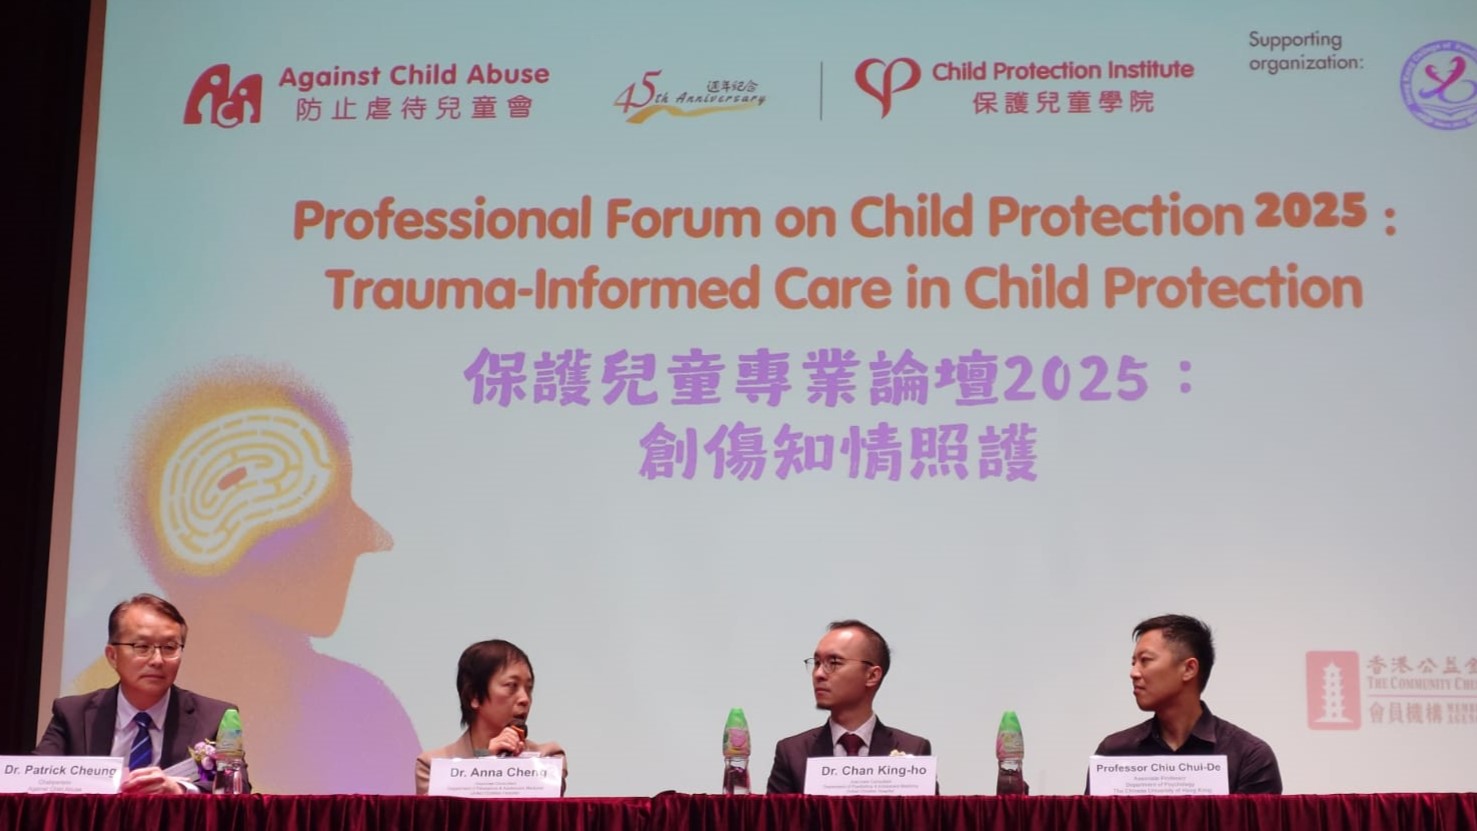 Against Child Abuse
防止虐待兒童會
45th Anniversary 週年紀念
Child Protection Institute
保護兒童學院
Supporting
organization:
Professional Forum on Child Protection 2025 :
Trauma-Informed Care in Child Protection
保護兒童專業論壇2025：
創傷知情照護
香港公益金
THE COMMUNITY CHE
會員機構
Dr. Patrick Cheung
Chairperson
Against Child Abuse
Dr. Anna Cheng
Dr. Chan King-ho
Professor Chiu Chui-De
Associate Professor
Department of Psychology
The Chinese University of Hong Kong